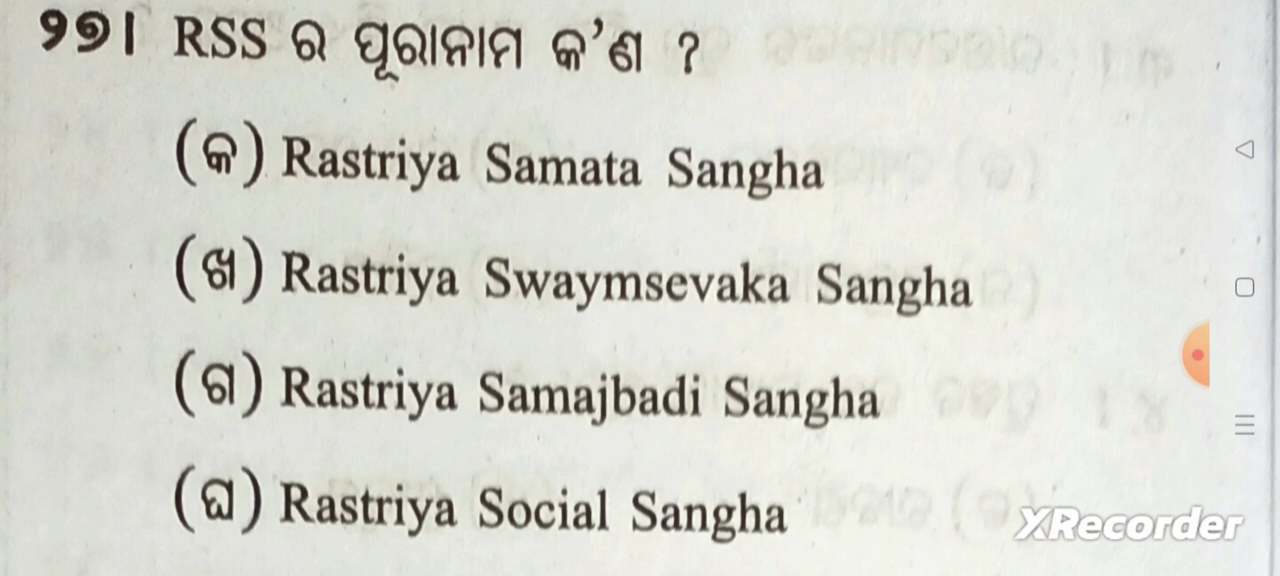 ୨୭। RSS ର ପୂରାନାମ କ'ଣ ?
(କ) Rastriya Samata Sangha
(ଖ) Rastriya Swaymsevaka Sangha
(ଗ) Rastriya Samajbadi Sangha
(ଘ) Rastriya Social Sangha
XRecorder